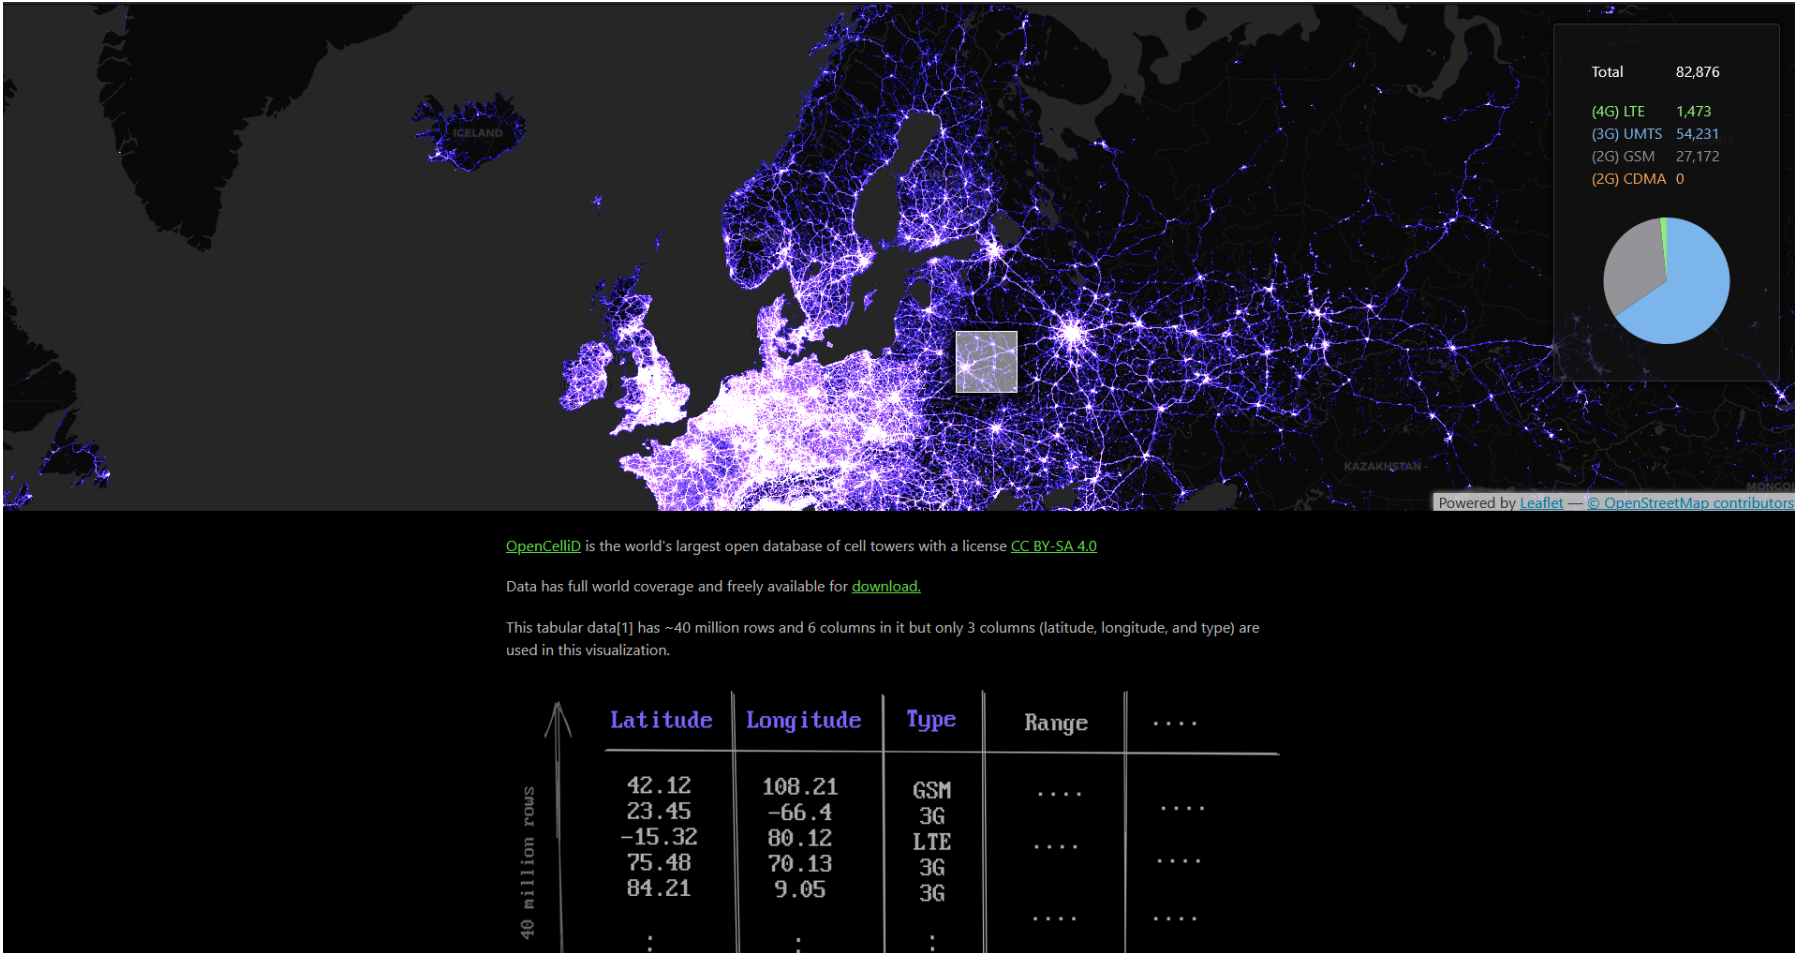 ICELAND
Total 82,876
(4G) LTE 1,473
(3G) UMTS 54,231
(2G) GSM 27,172
(2G) CDMA 0
KAZAKHSTAN
Powered by Leaflet — © OpenStreetMap contributors
OpenCelliD is the world's largest open database of cell towers with a license CC BY-SA 4.0
Data has full world coverage and freely available for download.
This tabular data[1] has ~40 million rows and 6 columns in it but only 3 columns (latitude, longitude, and type) are
used in this visualization.
40 million rows
Latitude Longitude Type Range ....
42.12 108.21 GSM .... ....
23.45 -66.4 3G
-15.32 80.12 LTE .... ....
75.48 70.13 3G
84.21 9.05 3G .... ....
: : :